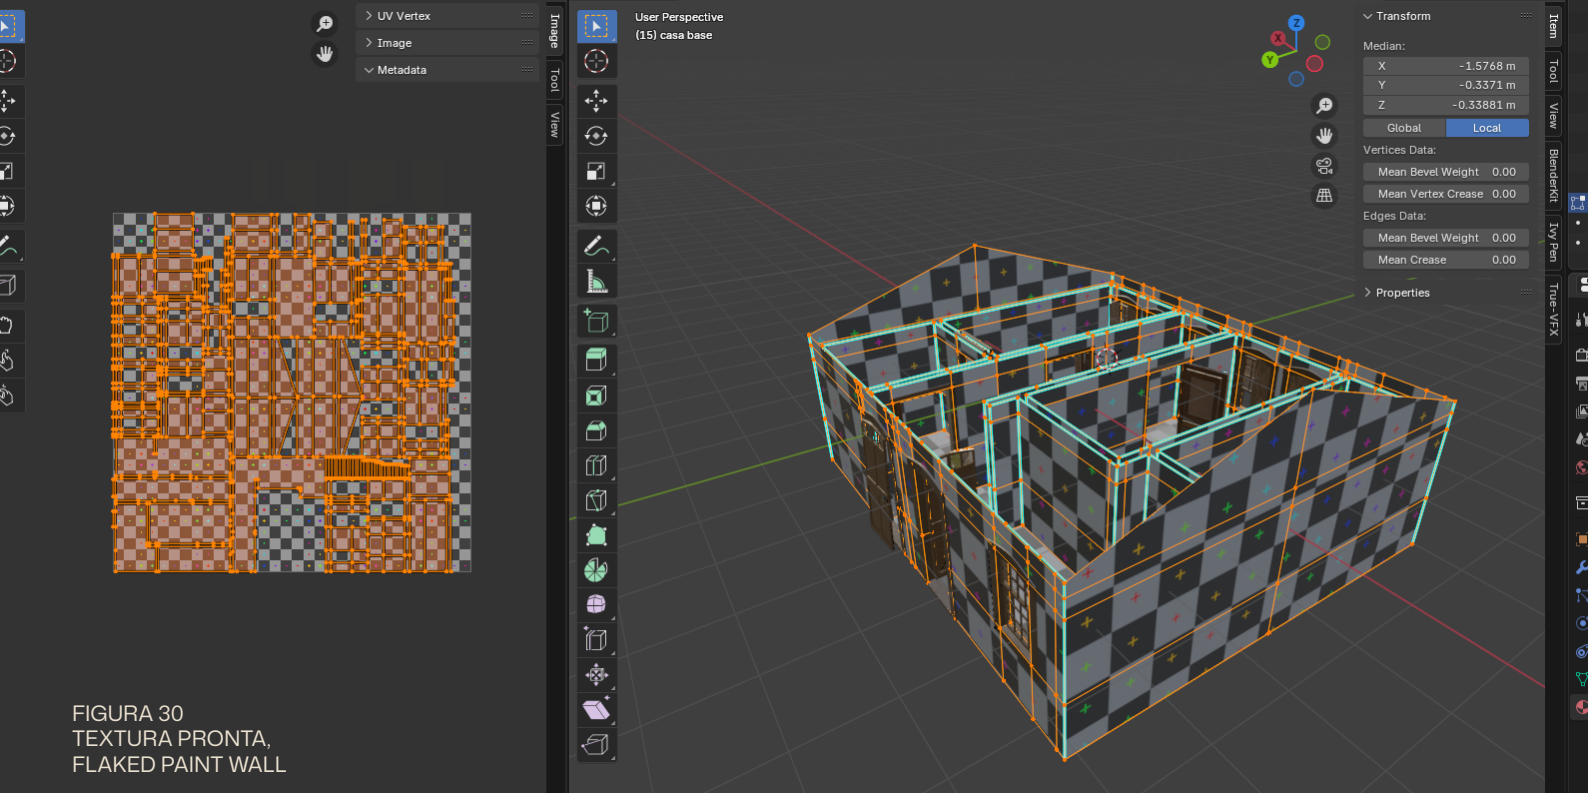 UV Vertex
Image
Metadata
Image
Tool
View
FIGURA 30
TEXTURA PRONTA,
FLAKED PAINT WALL
User Perspective
(15) casa base
Z
X
Y
Transform
Median:
X -1.5768 m
Y -0.3371 m
Z -0.33881 m
Global Local
Vertices Data:
Mean Bevel Weight 0.00
Mean Vertex Crease 0.00
Edges Data:
Mean Bevel Weight 0.00
Mean Crease 0.00
Properties
Item
Tool
View
BlenderKit
Ivy Pen
True-VFX